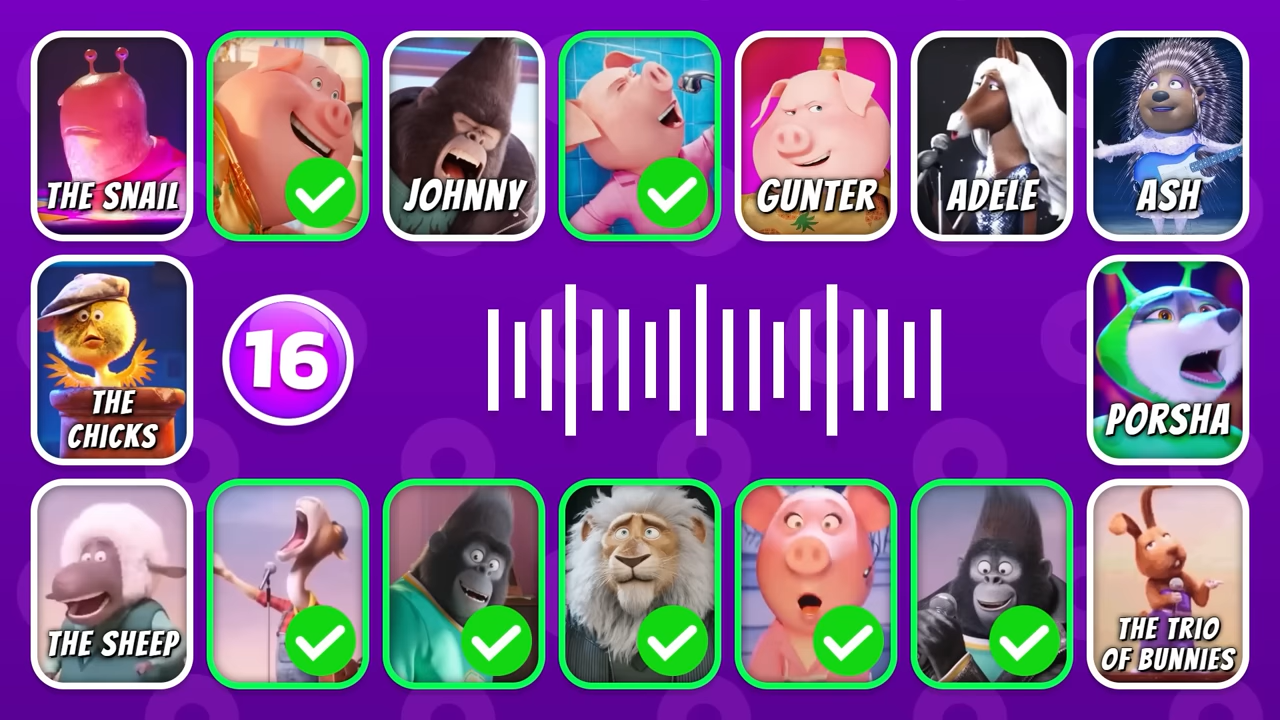 THE SNAIL
JOHNNY
GUNTER
ADELE
ASH
THE
CHICKS
16
PORSHA
THE SHEEP
THE TRIO
OF BUNNIES